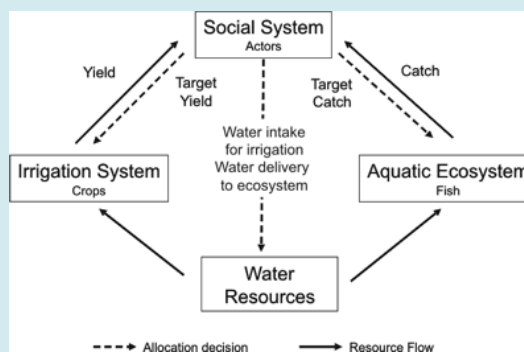 Social System
Actors
Yield
Target
Yield
Target
Catch
Catch
Water intake
for irrigation
Water delivery
to ecosystem
Irrigation System
Crops
Aquatic Ecosystem
Fish
Water
Resources
Allocation decision
Resource Flow